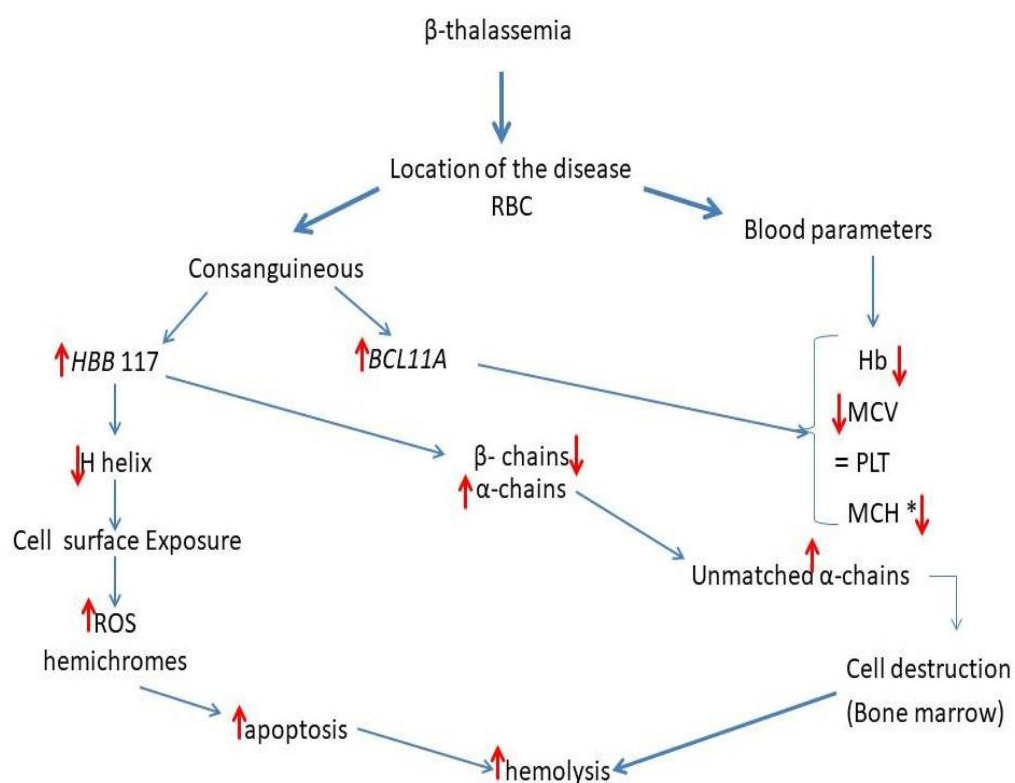 β-thalassemia
Location of the disease
RBC
Blood parameters
Consanguineous
HBB 117
BCL11A
Hb
MCV
= PLT
MCH *
H helix
β- chains
α-chains
Cell surface Exposure
Unmatched α-chains
ROS
hemichromes
Cell destruction
(Bone marrow)
apoptosis
hemolysis